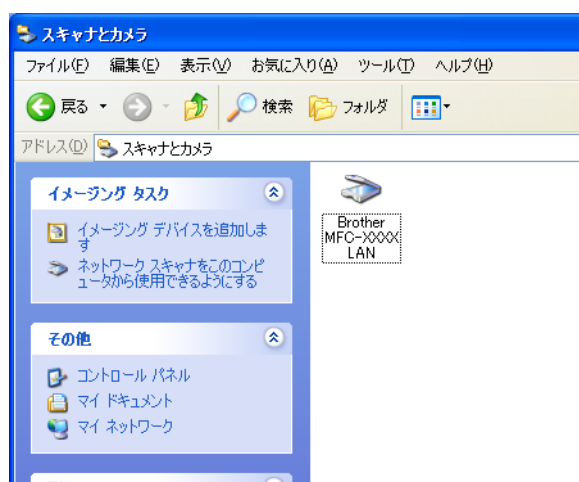 スキャナとカメラ
ファイル(F) 編集(E) 表示(V) お気に入り(A) ツール(T) ヘルプ(H)
戻る 検索 フォルダ
アドレス(D) スキャナとカメラ
イメージング タスク
イメージング デバイスを追加しま
す
ネットワーク スキャナをこのコンピ
ュータから使用できるようにする
その他
コントロール パネル
マイ ドキュメント
マイ ネットワーク
Brother
MFC-XXXX
LAN